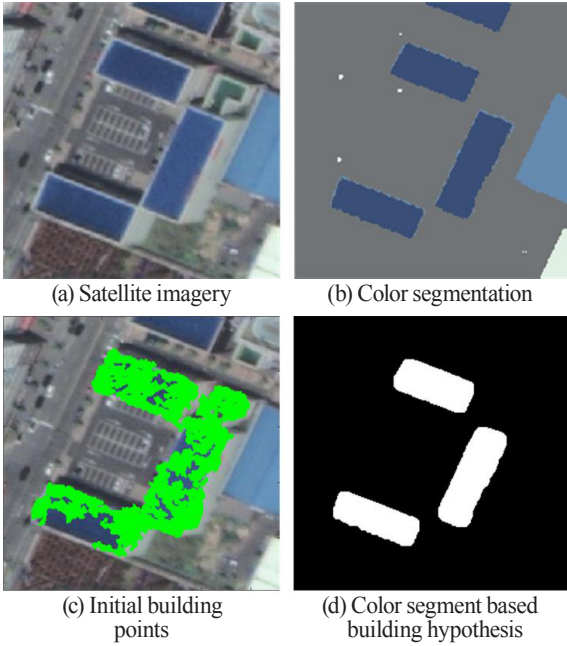 (a) Satellite imagery
(b) Color segmentation
(c) Initial building
points
(d) Color segment based
building hypothesis